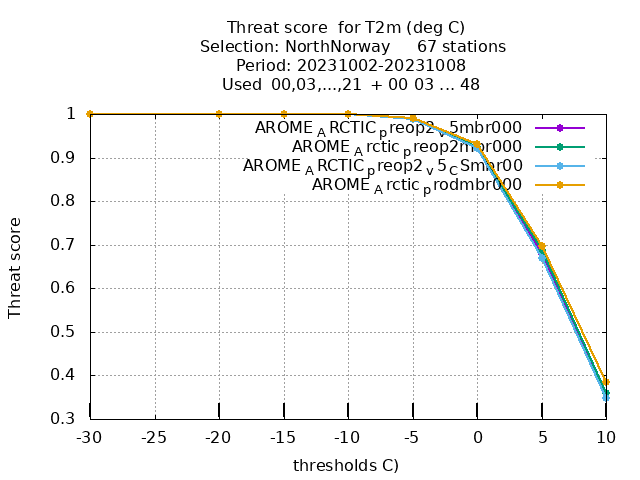 Threat score  for T2m (deg C)
Selection: NorthNorway     67 stations
Period: 20231002-20231008
Used  00,03,...,21  + 00 03 ... 48
AROME_ARCTIC_preop2_v5mbr000
AROME_Arctic_preop2mbr000
AROME_ARCTIC_preop2_v5_CSmbr00
AROME_Arctic_prodmbr000
1
0.9
0.8
0.7
0.6
0.5
0.4
0.3
Threat score
-30 -25 -20 -15 -10 -5 0 5 10
thresholds C)